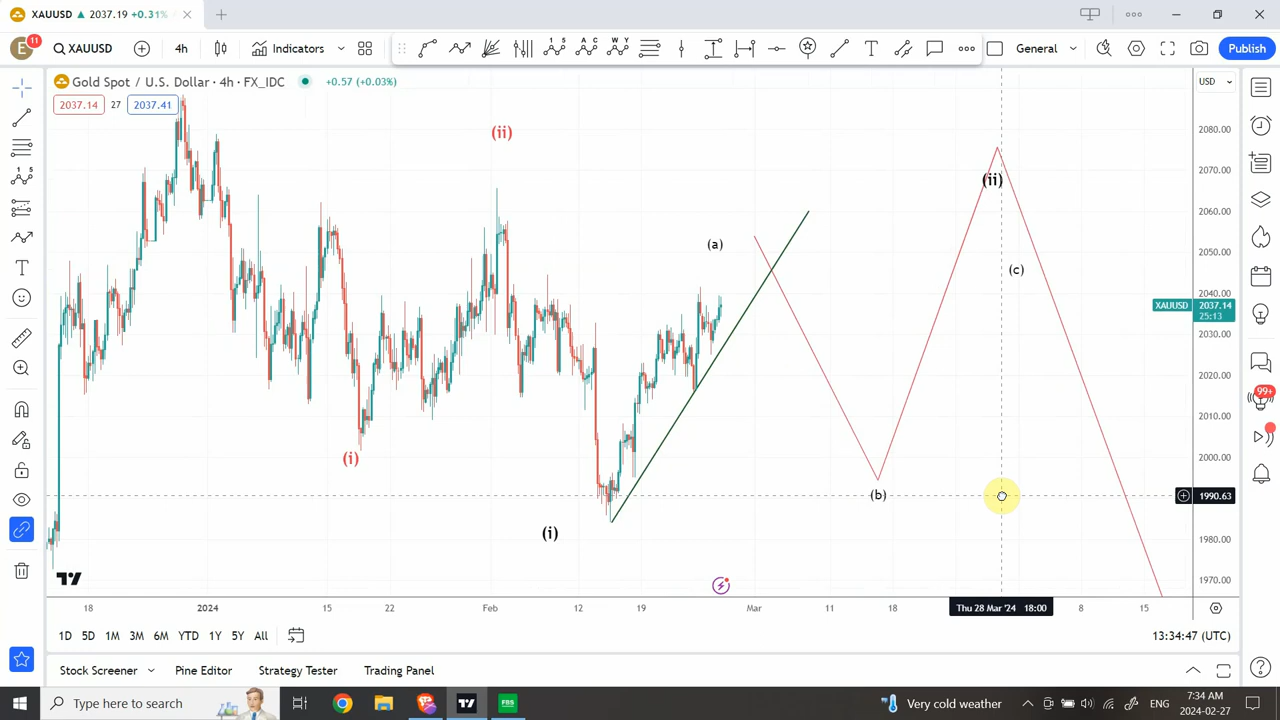 XAUUSD ▲ 2037.19 +0.31%
E 11 XAUUSD 4h Indicators 1 5 A C W Y General Publish
Gold Spot / U.S. Dollar · 4h · FX_IDC +0.57 (+0.03%) USD
2037.14 27 2037.41
2080.00
(ii)
2070.00
(ii)
2060.00
(a)
2050.00
(c)
2040.00
XAUUSD 2037.14
25:13
2030.00
2020.00
2010.00
2000.00
(i)
(b)
1990.63
(i)
1980.00
1970.00
99+
18 2024 15 22 Feb 12 19 Mar 11 18 Thu 28 Mar '24 18:00 8 15
1D 5D 1M 3M 6M YTD 1Y 5Y All 13:34:47 (UTC)
Stock Screener Pine Editor Strategy Tester Trading Panel
Type here to search FBS Very cold weather ENG 7:34 AM
2024-02-27